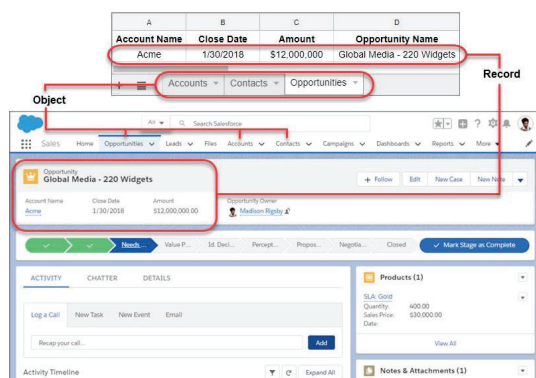 A B C D
Account Name Close Date Amount Opportunity Name
Acme 1/30/2018 $12,000,000 Global Media - 220 Widgets
Accounts Contacts Opportunities
Record
Object
All Search Salesforce
Sales Home Opportunities Leads Files Accounts Contacts Campaigns Dashboards Reports More
Opportunity
Global Media - 220 Widgets
+ Follow Edit New Case New Note
Account Name Close Date Amount Opportunity Owner
Acme 1/30/2018 $12,000,000.00 Madison Rigsby
Needs... Value P... Id. Deci... Percept... Propos... Negotia... Closed Mark Stage as Complete
ACTIVITY CHATTER DETAILS
Products (1)
Log a Call New Task New Event Email
SLA: Gold
Quantity: 400.00
Sales Price: $30,000.00
Date:
Recap your call... Add
View All
Activity Timeline Expand All
Notes & Attachments (1)